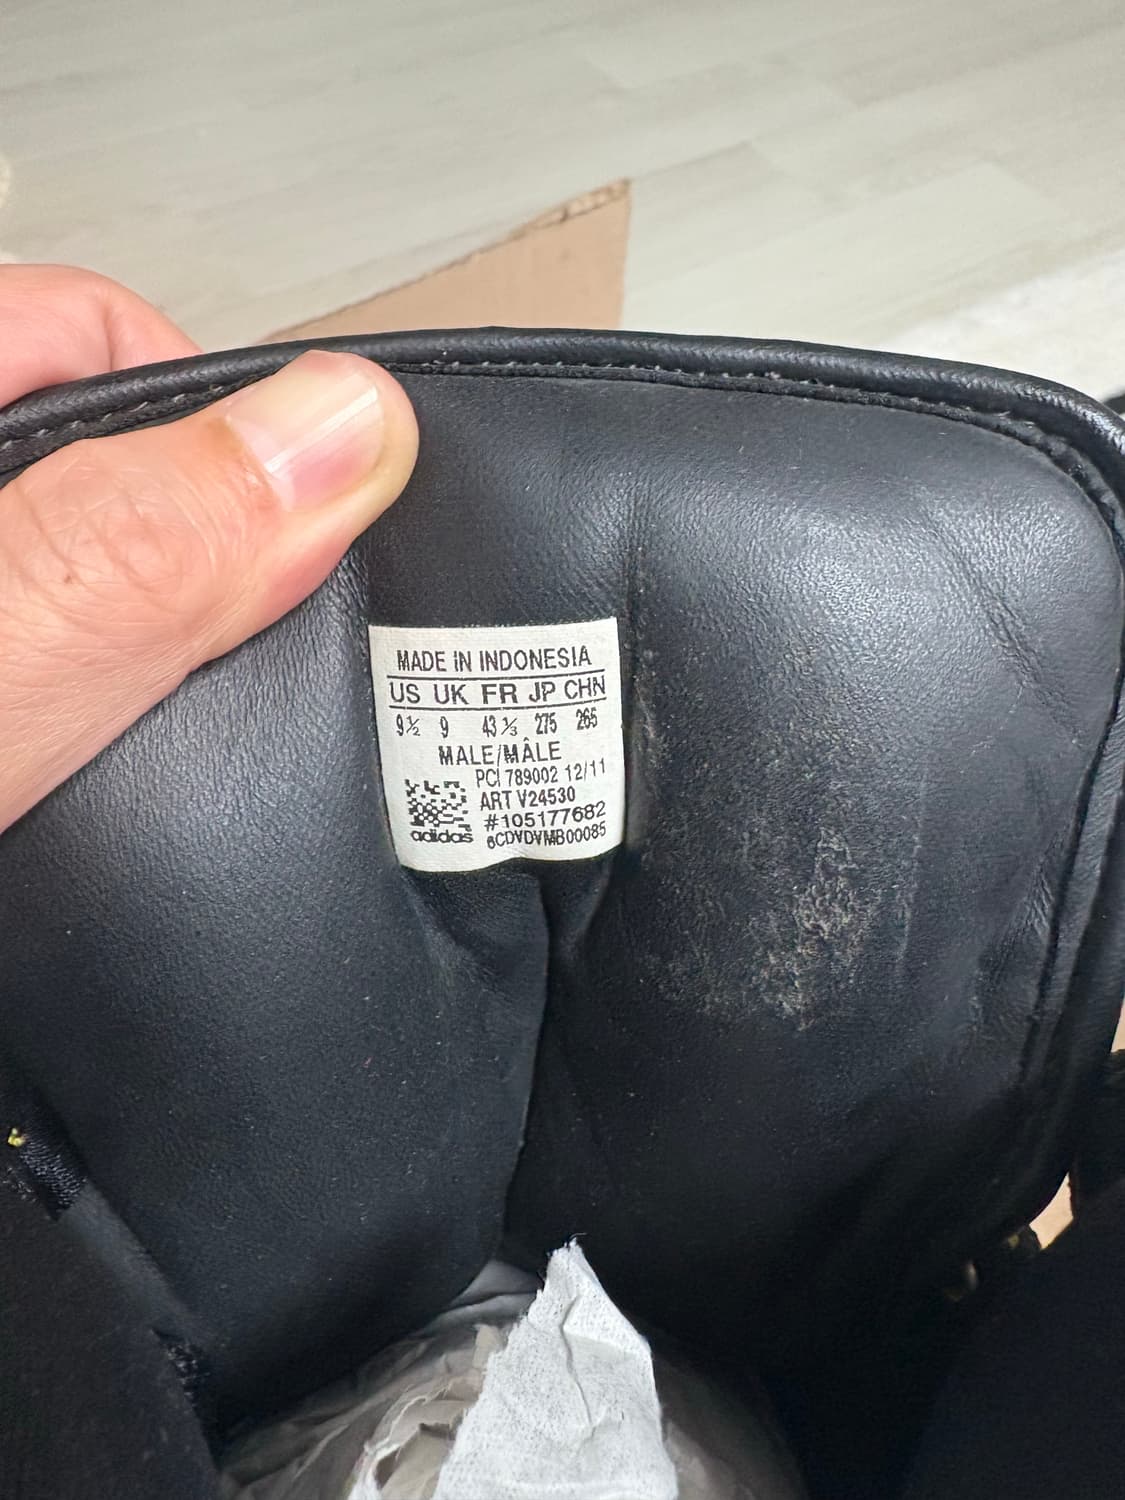 MADE IN INDONESIA
US UK FR JP CHN
9½ 9 43⅓ 275 265
MALE/MÂLE
PCI 789002 12/11
ART V24530
#105177682
adidas 6CDVDVMB00085